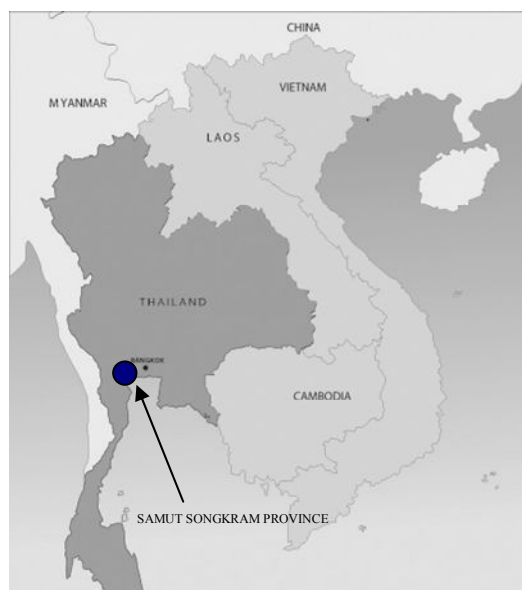 CHINA
MYANMAR
VIETNAM
LAOS
THAILAND
BANGKOK
CAMBODIA
SAMUT SONGKRAM PROVINCE